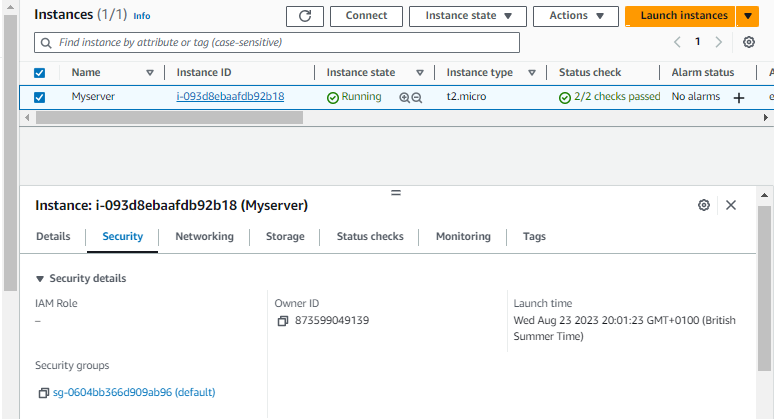 Instances (1/1) Info
Connect
Instance state
Actions
Launch instances
Find instance by attribute or tag (case-sensitive)
1
Name Instance ID Instance state Instance type Status check Alarm status A
Myserver i-093d8ebaafdb92b18 Running t2.micro 2/2 checks passed No alarms + e
Instance: i-093d8ebaafdb92b18 (Myserver)
Details Security Networking Storage Status checks Monitoring Tags
Security details
IAM Role Owner ID Launch time
– 873599049139 Wed Aug 23 2023 20:01:23 GMT+0100 (British
Summer Time)
Security groups
sg-0604bb366d909ab96 (default)